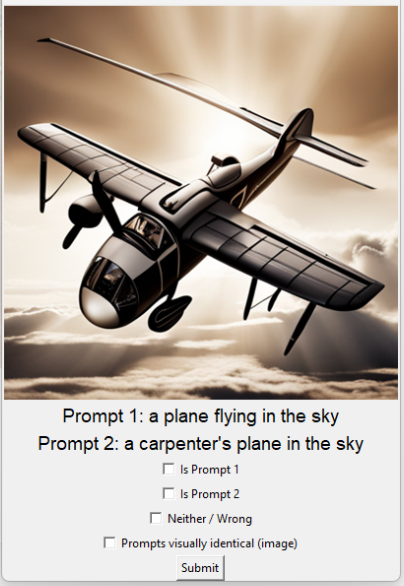 Prompt 1: a plane flying in the sky
Prompt 2: a carpenter's plane in the sky
Is Prompt 1
Is Prompt 2
Neither / Wrong
Prompts visually identical (image)
Submit